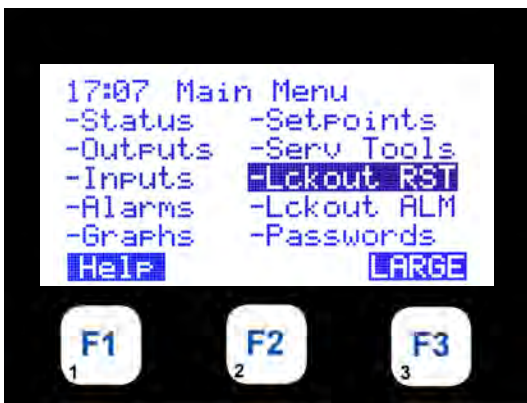 17:07 Main Menu
-Status -Setpoints
-Outputs -Serv Tools
-Inputs -Lckout RST
-Alarms -Lckout ALM
-Graphs -Passwords
Help LARGE
F1 F2 F3
1 2 3